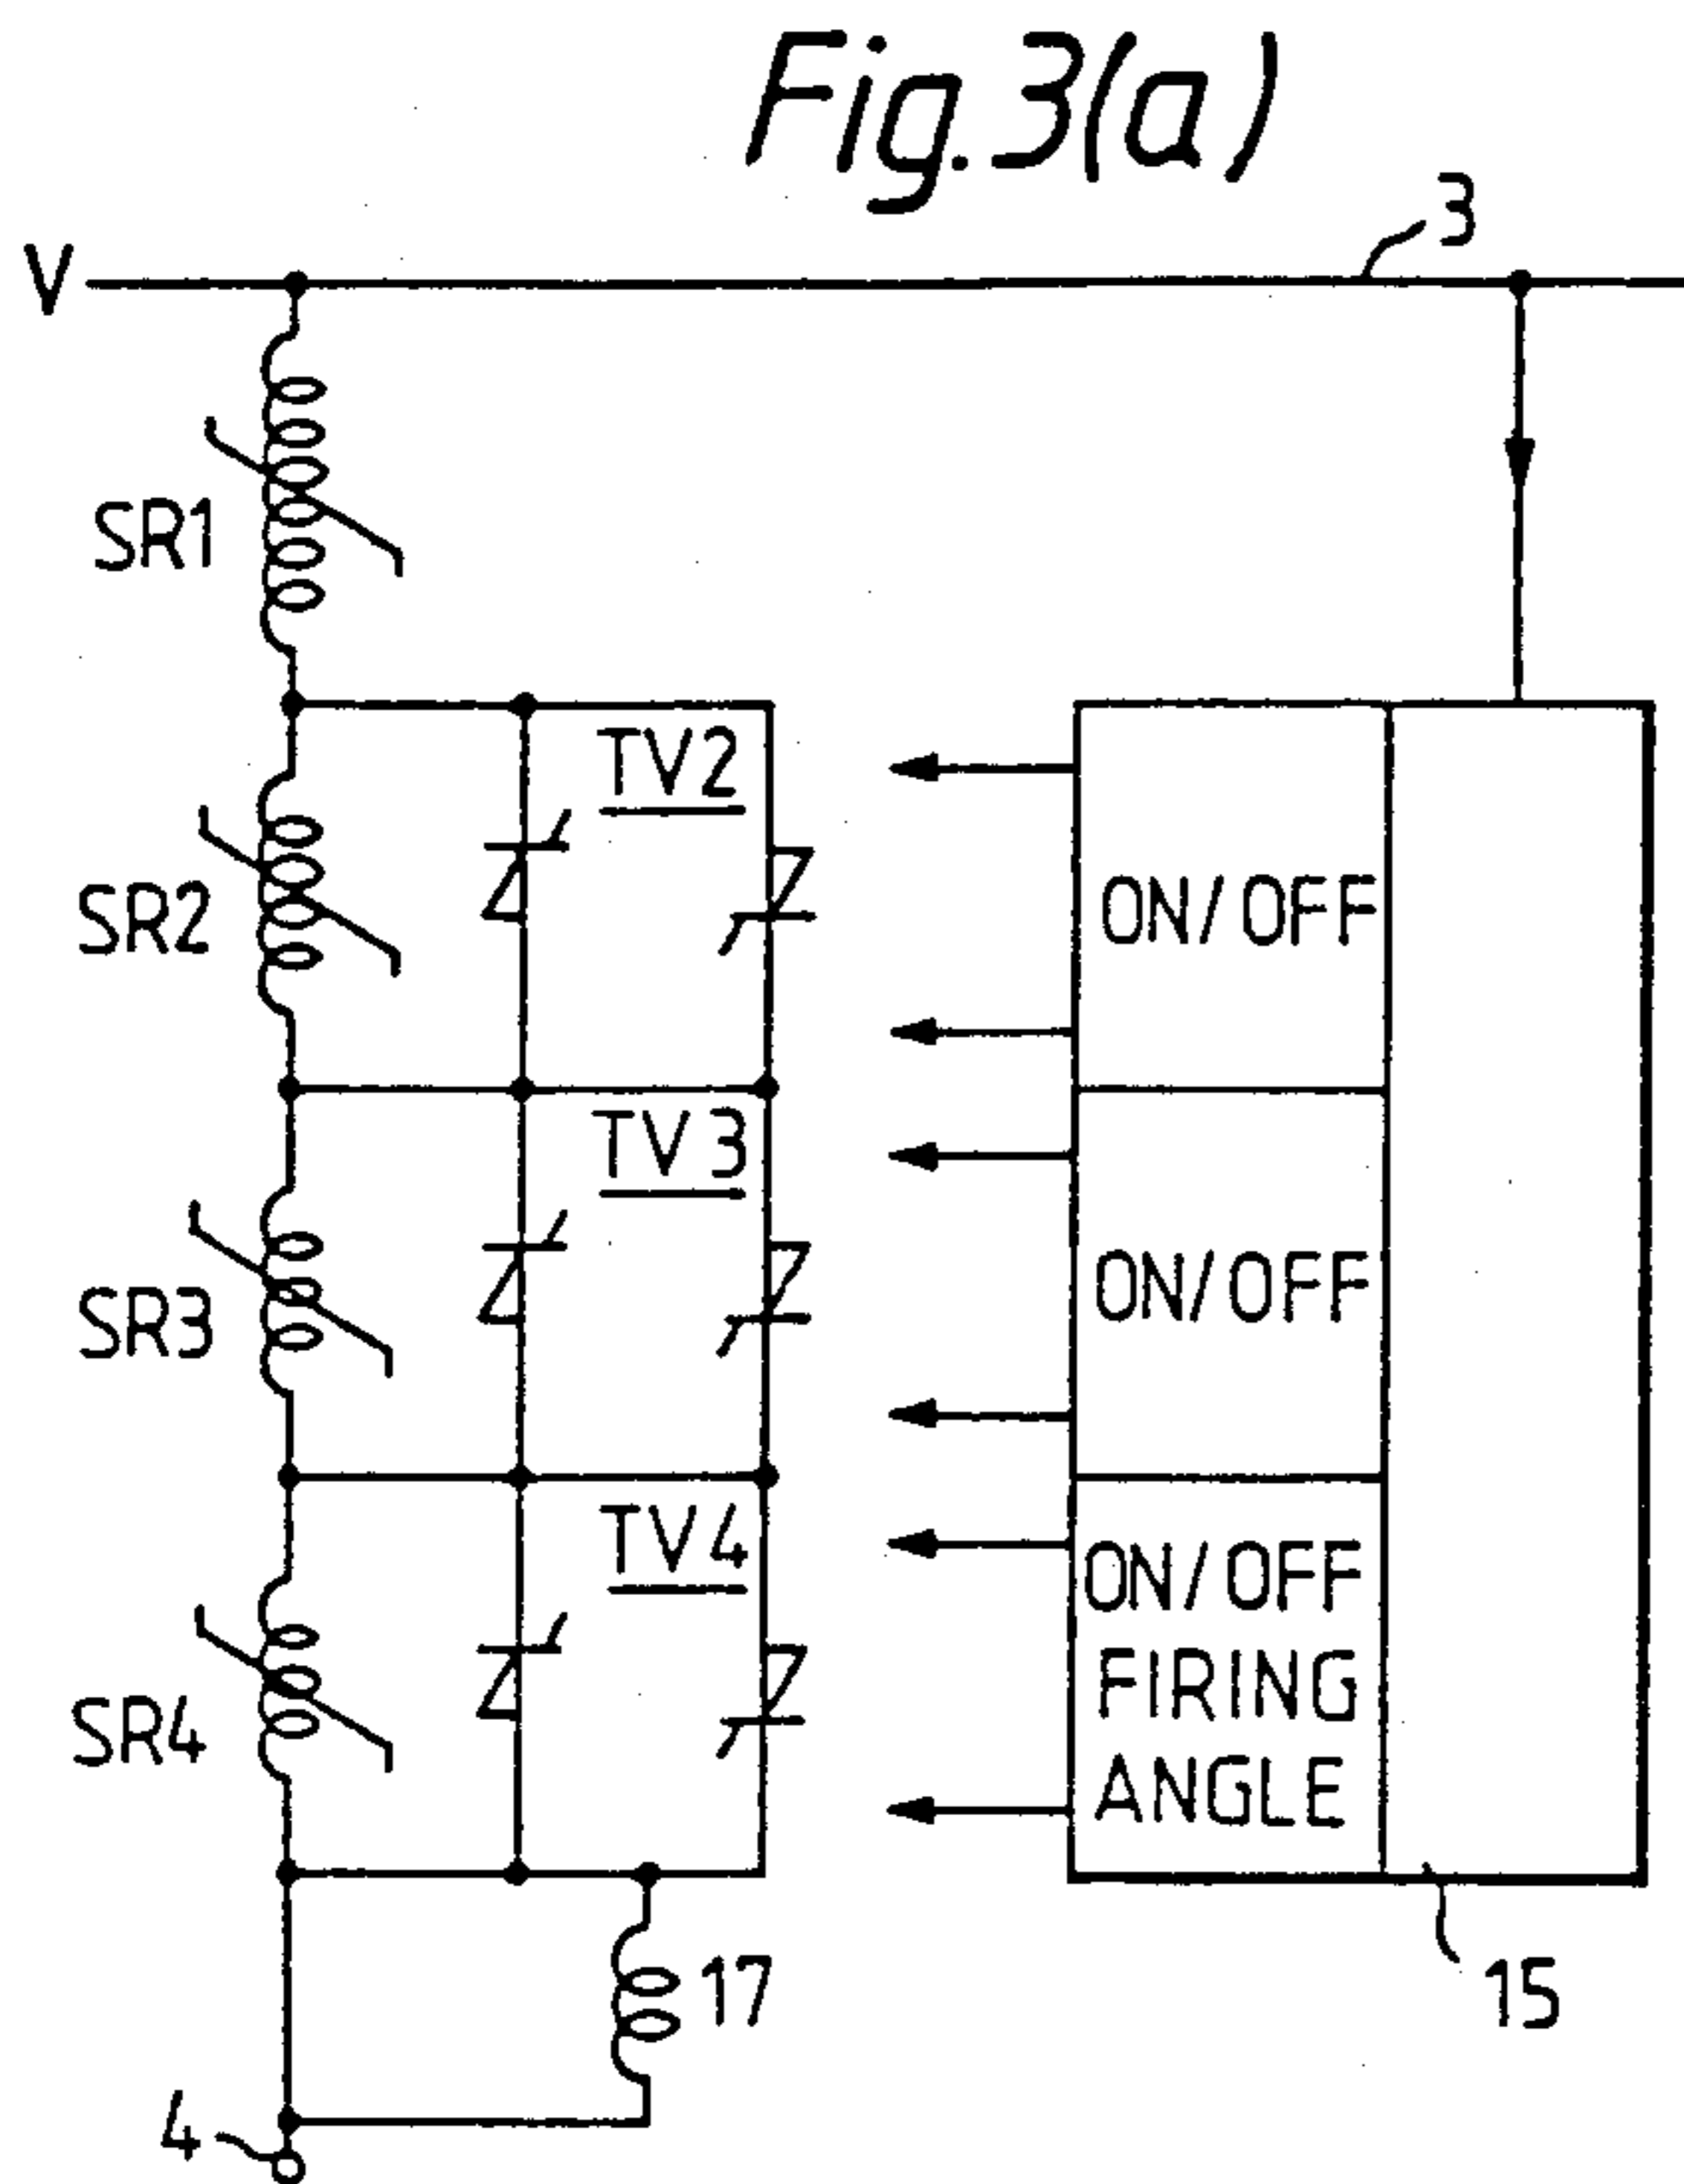 Fig.3(a)
3
V
SR1
TV2
SR2
ON/OFF
TV3
SR3
ON/OFF
TV4
SR4
ON/OFF
FIRING
ANGLE
17
15
4